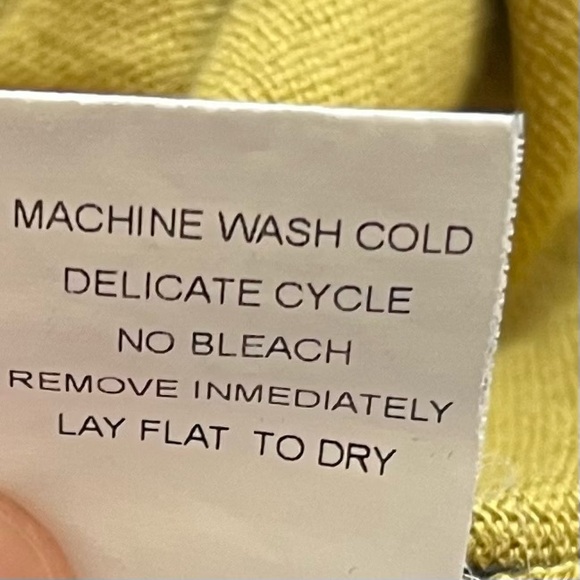 MACHINE WASH COLD
DELICATE CYCLE
NO BLEACH
REMOVE INMEDIATELY
LAY FLAT TO DRY